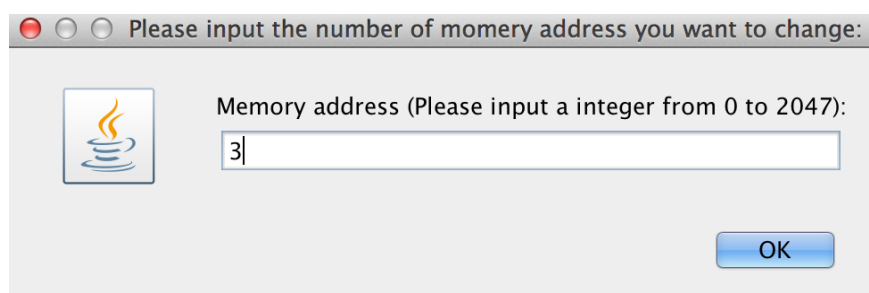 Please input the number of momery address you want to change:
Memory address (Please input a integer from 0 to 2047):
3
OK